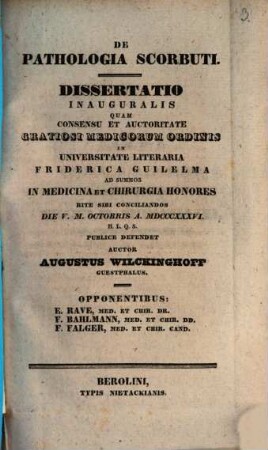 3.
DE
PATHOLOGIA SCORBUTI.
DISSERTATIO
INAUGURALIS
QUAM
CONSENSU ET AUCTORITATE
GRATIOSI MEDICORUM ORDINIS
IN
UNIVERSITATE LITERARIA
FRIDERICA GUILELMA
AD SUMMOS
IN MEDICINA ET CHIRURGIA HONORES
RITE SIBI CONCILIANDOS
DIE V. M. OCTOBRIS A. MDCCCXXXVI.
H. L. Q. S.
PUBLICE DEFENDET
AUCTOR
AUGUSTUS WILCKINGHOFF
GUESTPHALUS.
OPPONENTIBUS:
E. RAVE, MED. ET CHIR. DR.
F. BAHLMANN, MED. ET CHIR. DD.
F. FALGER, MED. ET CHIR. CAND.
BEROLINI,
TYPIS NIETACKIANIS.